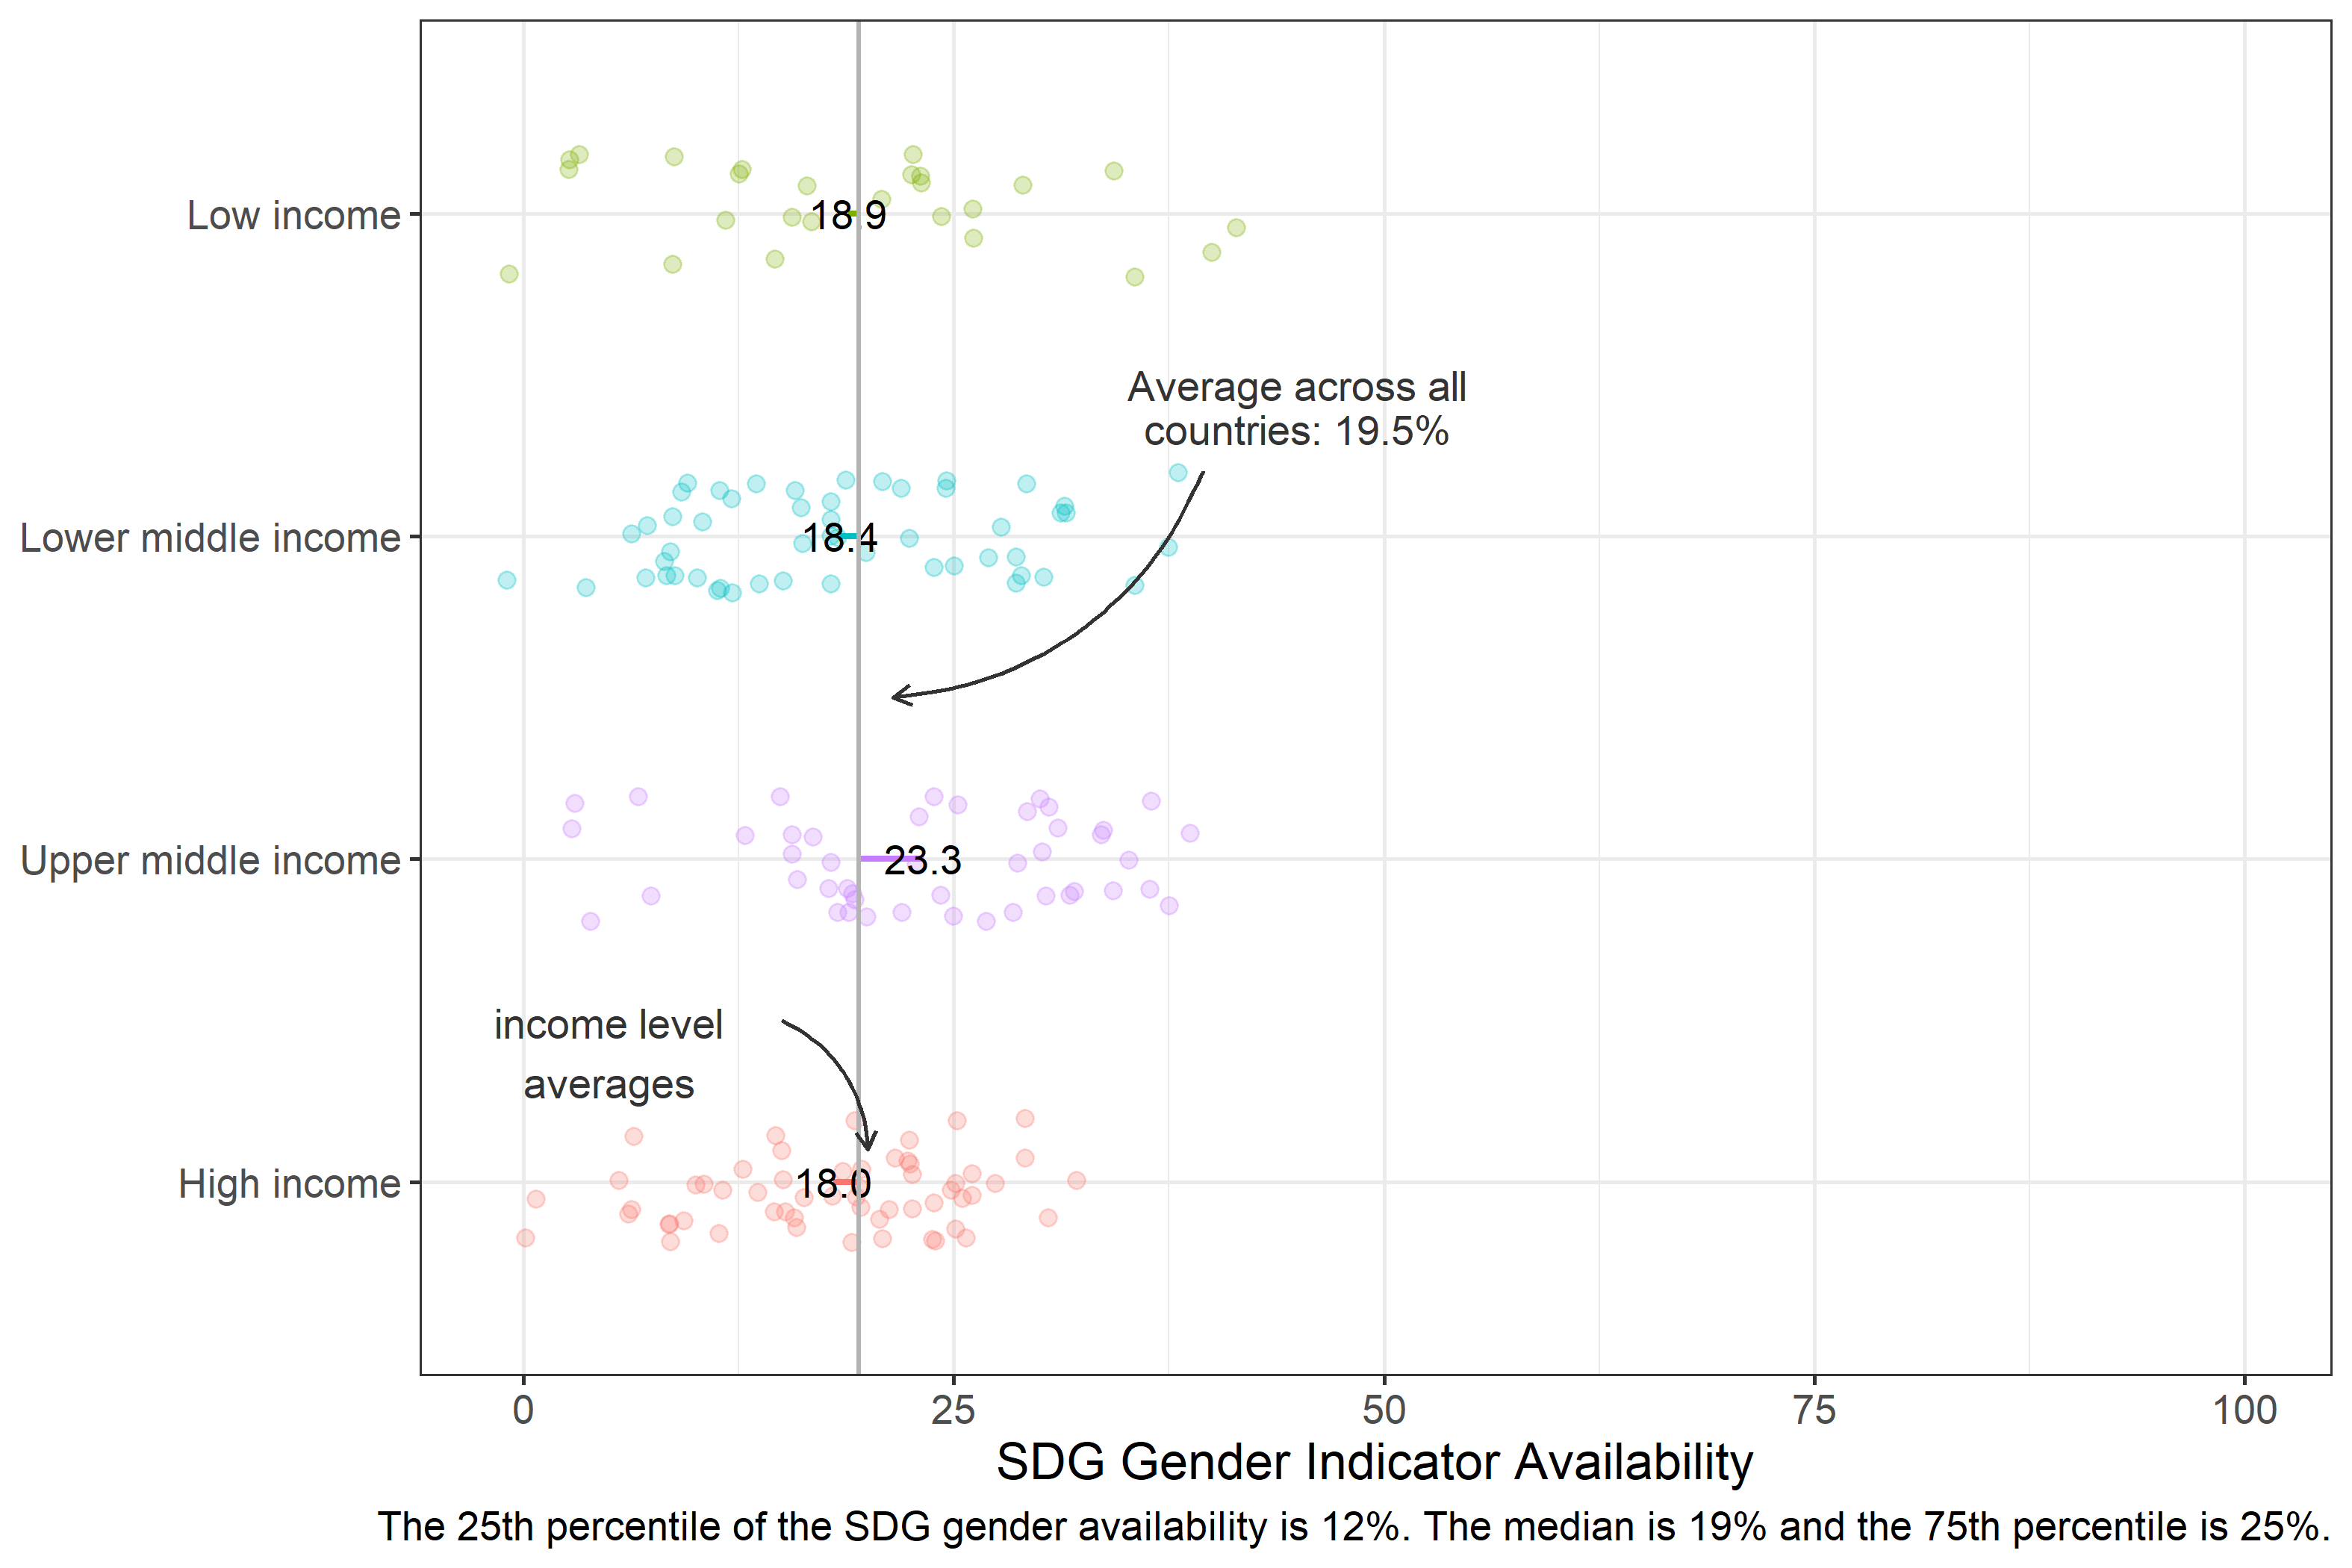 Low income
18.9
Average across all
countries: 19.5%
Lower middle income
18.4
Upper middle income
23.3
income level
averages
High income
18.0
0
25
50
75
100
SDG Gender Indicator Availability
The 25th percentile of the SDG gender availability is 12%. The median is 19% and the 75th percentile is 25%.